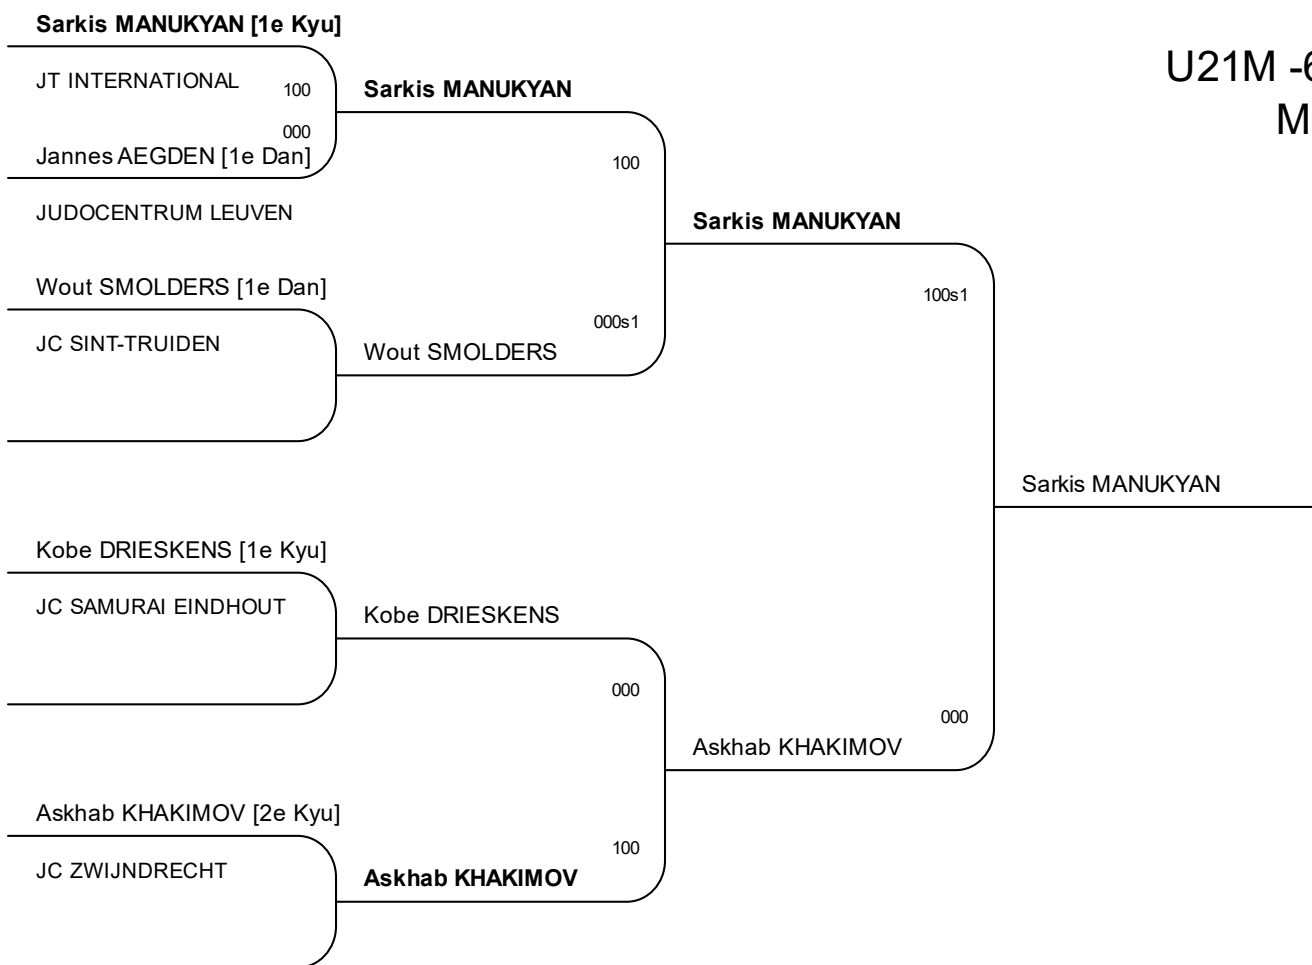 Sarkis MANUKYAN [1e Kyu]
JT INTERNATIONAL
100
000
Jannes AEGDEN [1e Dan]
JUDOCENTRUM LEUVEN
Wout SMOLDERS [1e Dan]
JC SINT-TRUIDEN
Kobe DRIESKENS [1e Kyu]
JC SAMURAI EINDHOUT
Askhab KHAKIMOV [2e Kyu]
JC ZWIJNDRECHT
Sarkis MANUKYAN
100
000s1
Wout SMOLDERS
Kobe DRIESKENS
000
100
Askhab KHAKIMOV
Sarkis MANUKYAN
100s1
000
Askhab KHAKIMOV
Sarkis MANUKYAN
U21M -6
M